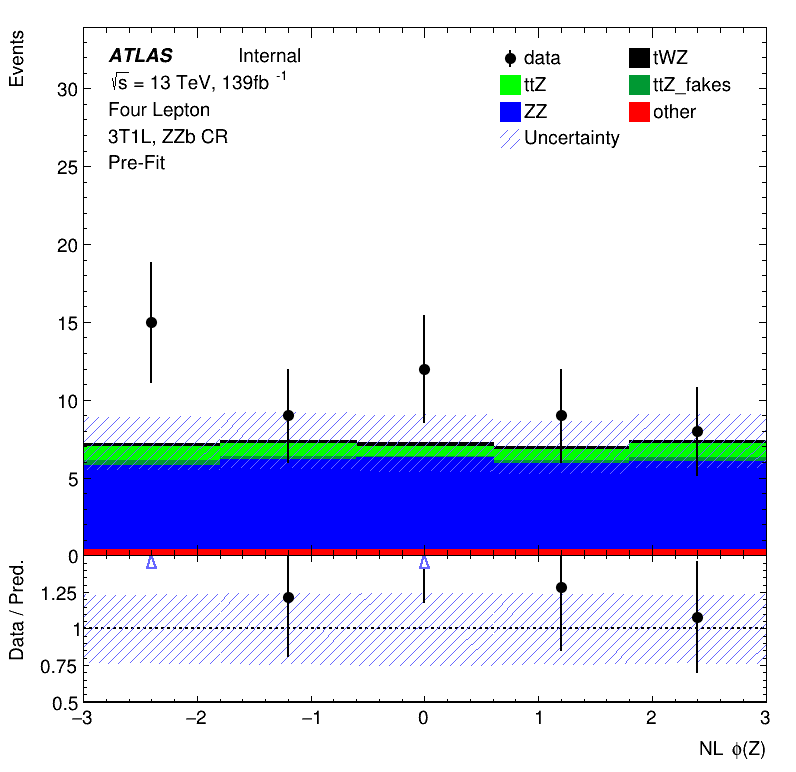 Events
ATLAS Internal
√s = 13 TeV, 139fb -1
Four Lepton
3T1L, ZZb CR
Pre-Fit
data
tWZ
ttZ
ttZ_fakes
ZZ
other
Uncertainty
30
25
20
15
10
5
0
Data / Pred.
1.25
1
0.75
0.5
−3 −2 −1 0 1 2 3
NL ϕ(Z)